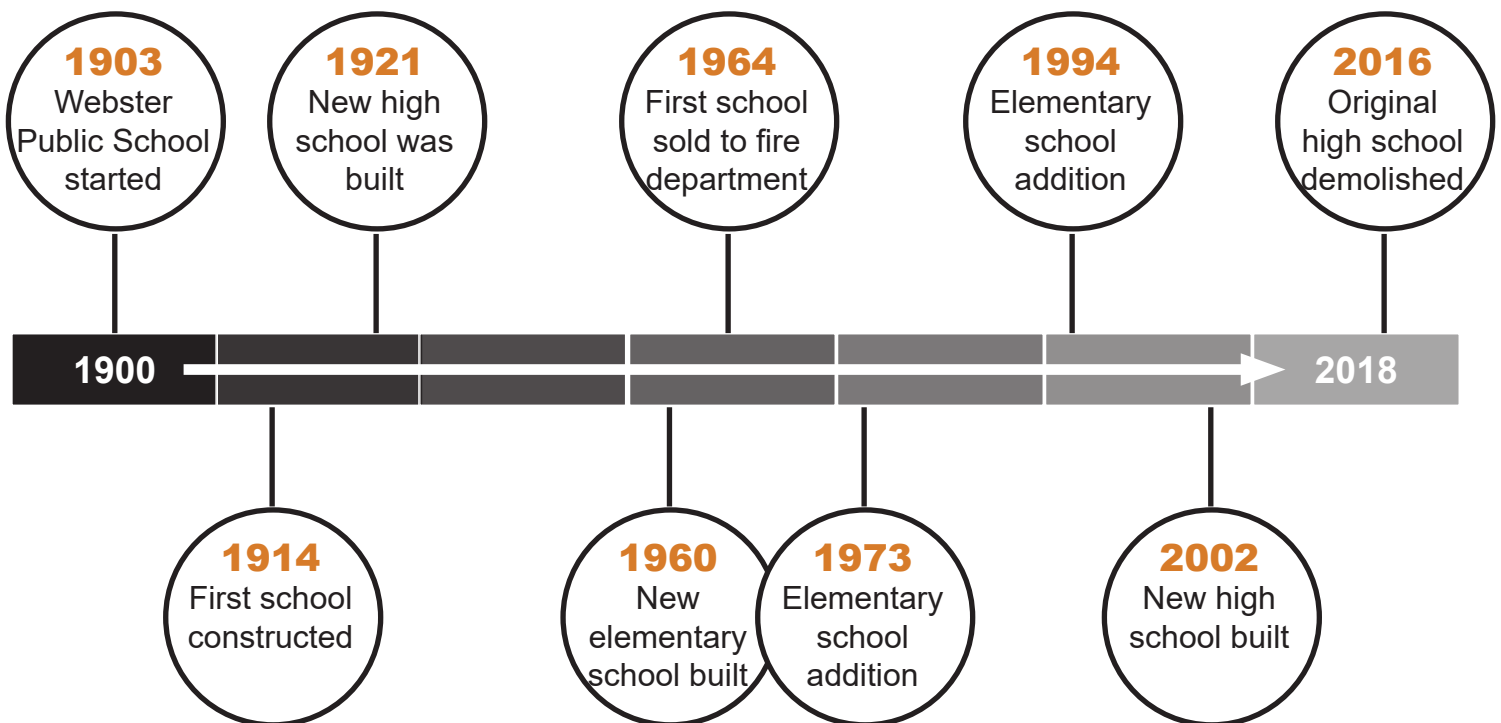 1903
Webster
Public School
started
1921
New high
school was
built
1964
First school
sold to fire
department
1994
Elementary
school
addition
2016
Original
high school
demolished
1900
2018
1914
First school
constructed
1960
New
elementary
school built
1973
Elementary
school
addition
2002
New high
school built